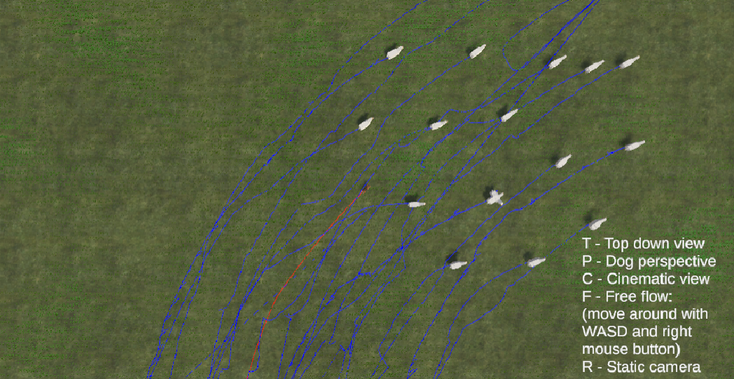 T - Top down view
P - Dog perspective
C - Cinematic view
F - Free flow:
(move around with
WASD and right
mouse button)
R - Static camera